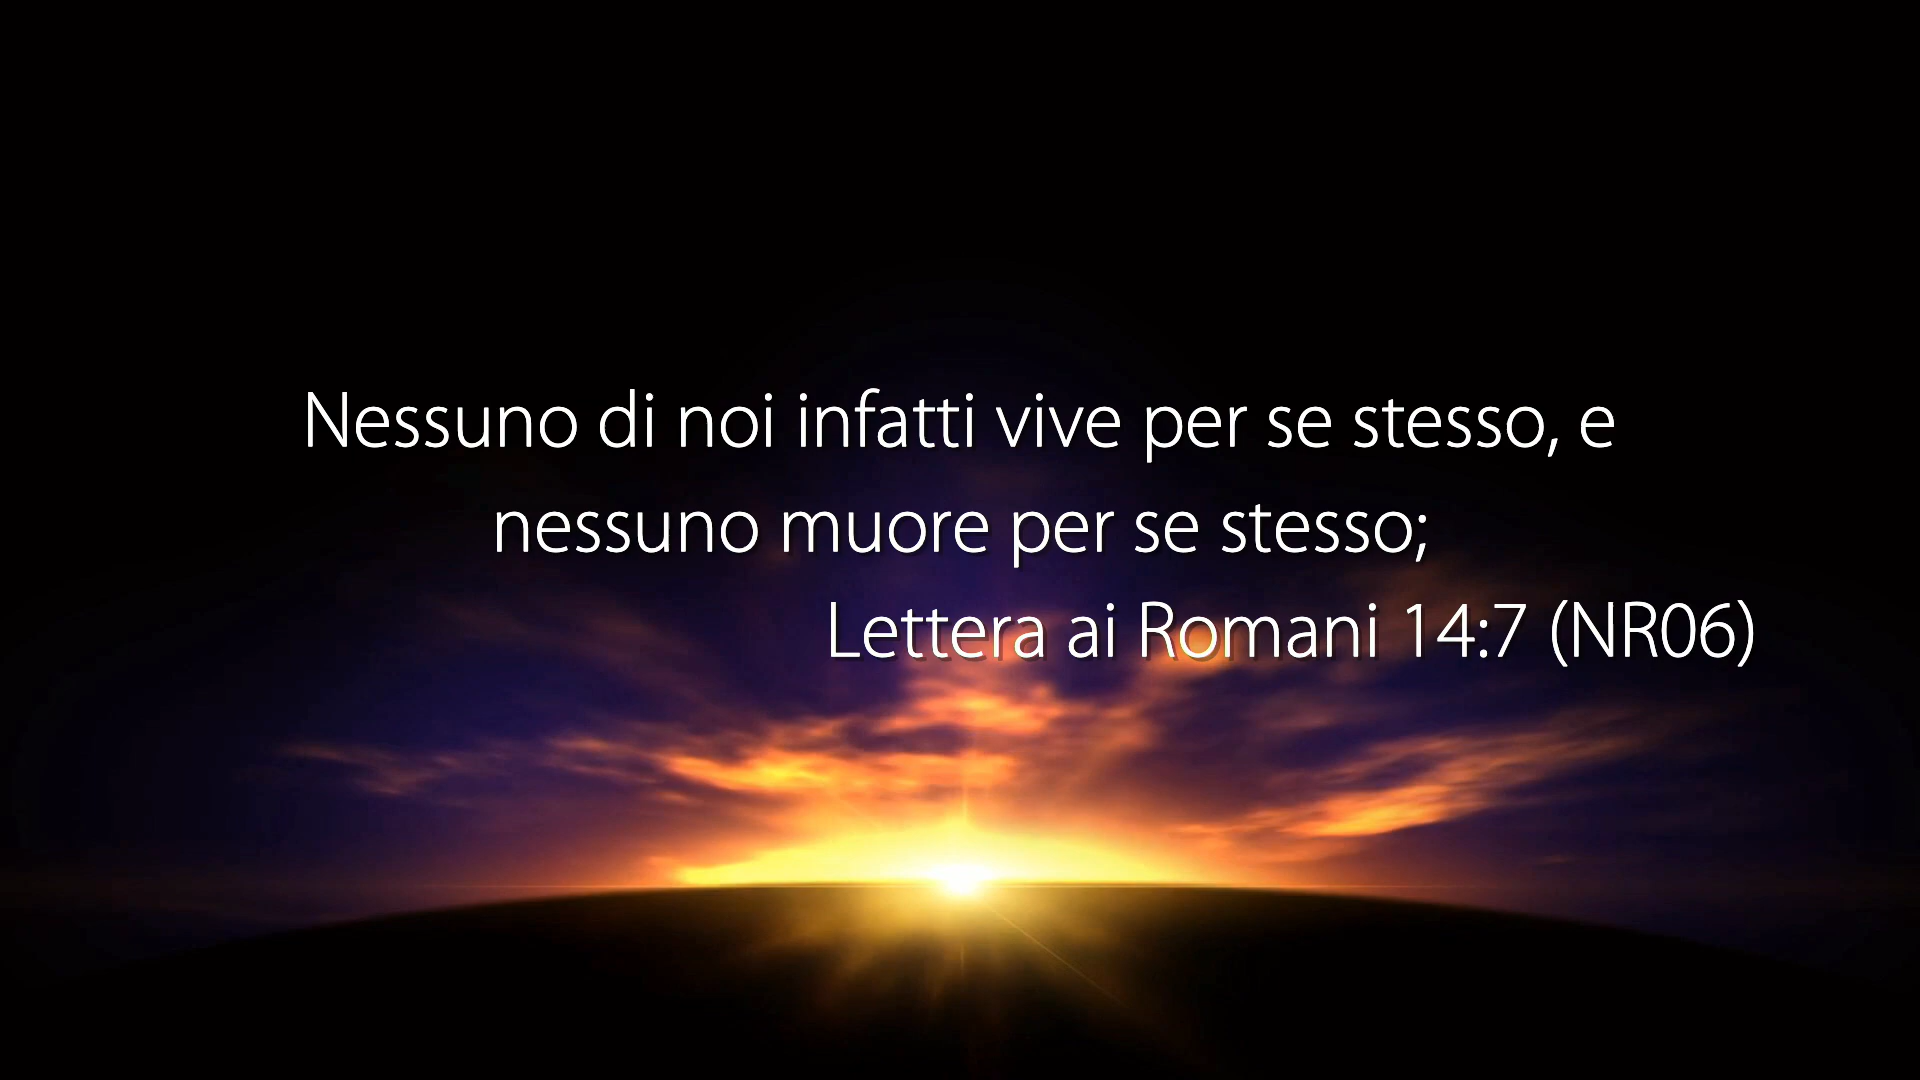 Nessuno di noi infatti vive per se stesso, e
nessuno muore per se stesso;
Lettera ai Romani 14:7 (NR06)